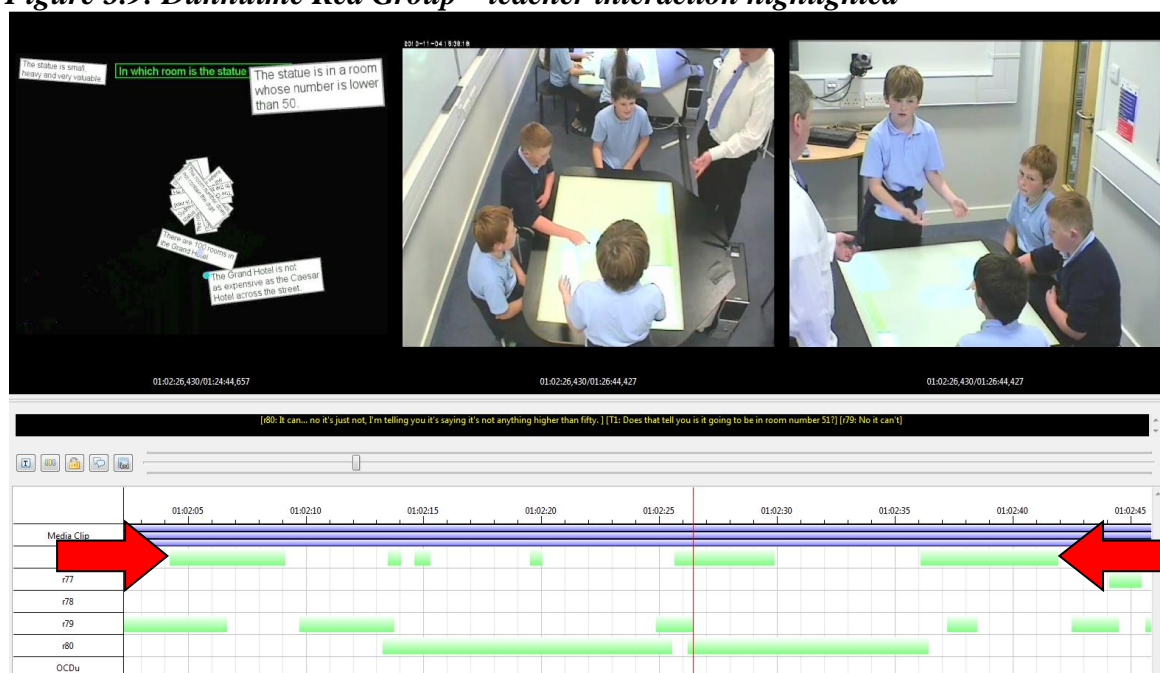 Figure 5.9: Dunhulme Red Group – teacher interaction highlighted
2010-11-04 15:38:18
The statue is small,
heavy and very valuable
In which room is the statue
The statue is in a room
whose number is lower
than 50.
There are 100 rooms in
the Grand Hotel
The Grand Hotel is not
as expensive as the Caesar
Hotel across the street.
01:02:26,430/01:24:44,657
01:02:26,430/01:26:44,427
01:02:26,430/01:26:44,427
[r80: It can... no it's just not, I'm telling you it's saying it's not anything higher than fifty. ] [T1: Does that tell you is it going to be in room number 51?] [r79: No it can't]
01:02:05 01:02:10 01:02:15 01:02:20 01:02:25 01:02:30 01:02:35 01:02:40 01:02:45
Media Clip
r77
r78
r79
r80
OCDu